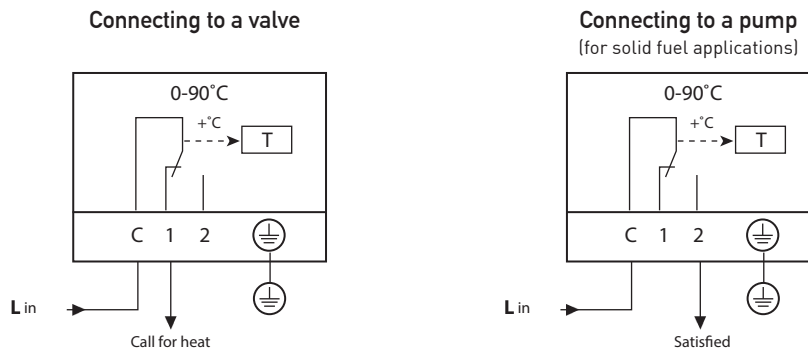 Connecting to a valve
0-90˚C
+˚C
T
C 1 2
L in
Call for heat
Connecting to a pump
(for solid fuel applications)
0-90˚C
+˚C
T
C 1 2
L in
Satisfied